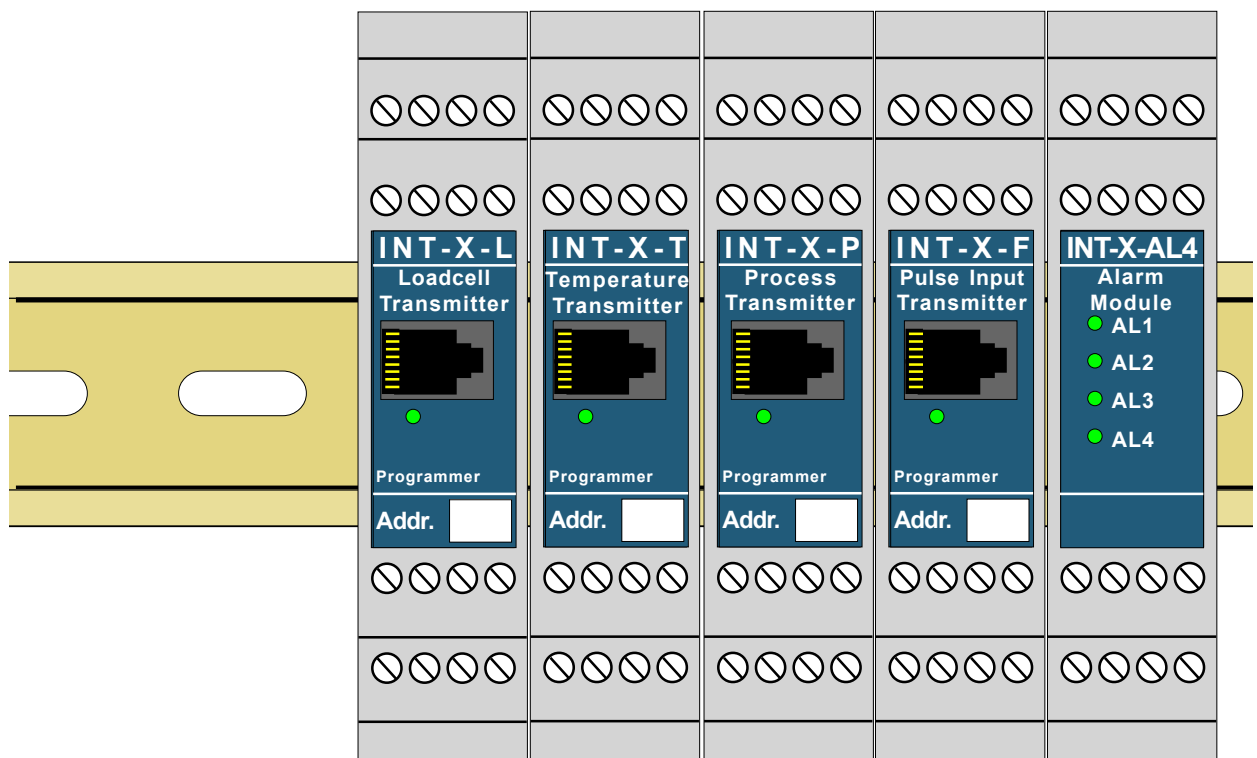 INT-X-L
Loadcell
Transmitter
Programmer
Addr.
INT-X-T
Temperature
Transmitter
Programmer
Addr.
INT-X-P
Process
Transmitter
Programmer
Addr.
INT-X-F
Pulse Input
Transmitter
Programmer
Addr.
INT-X-AL4
Alarm
Module
AL1
AL2
AL3
AL4